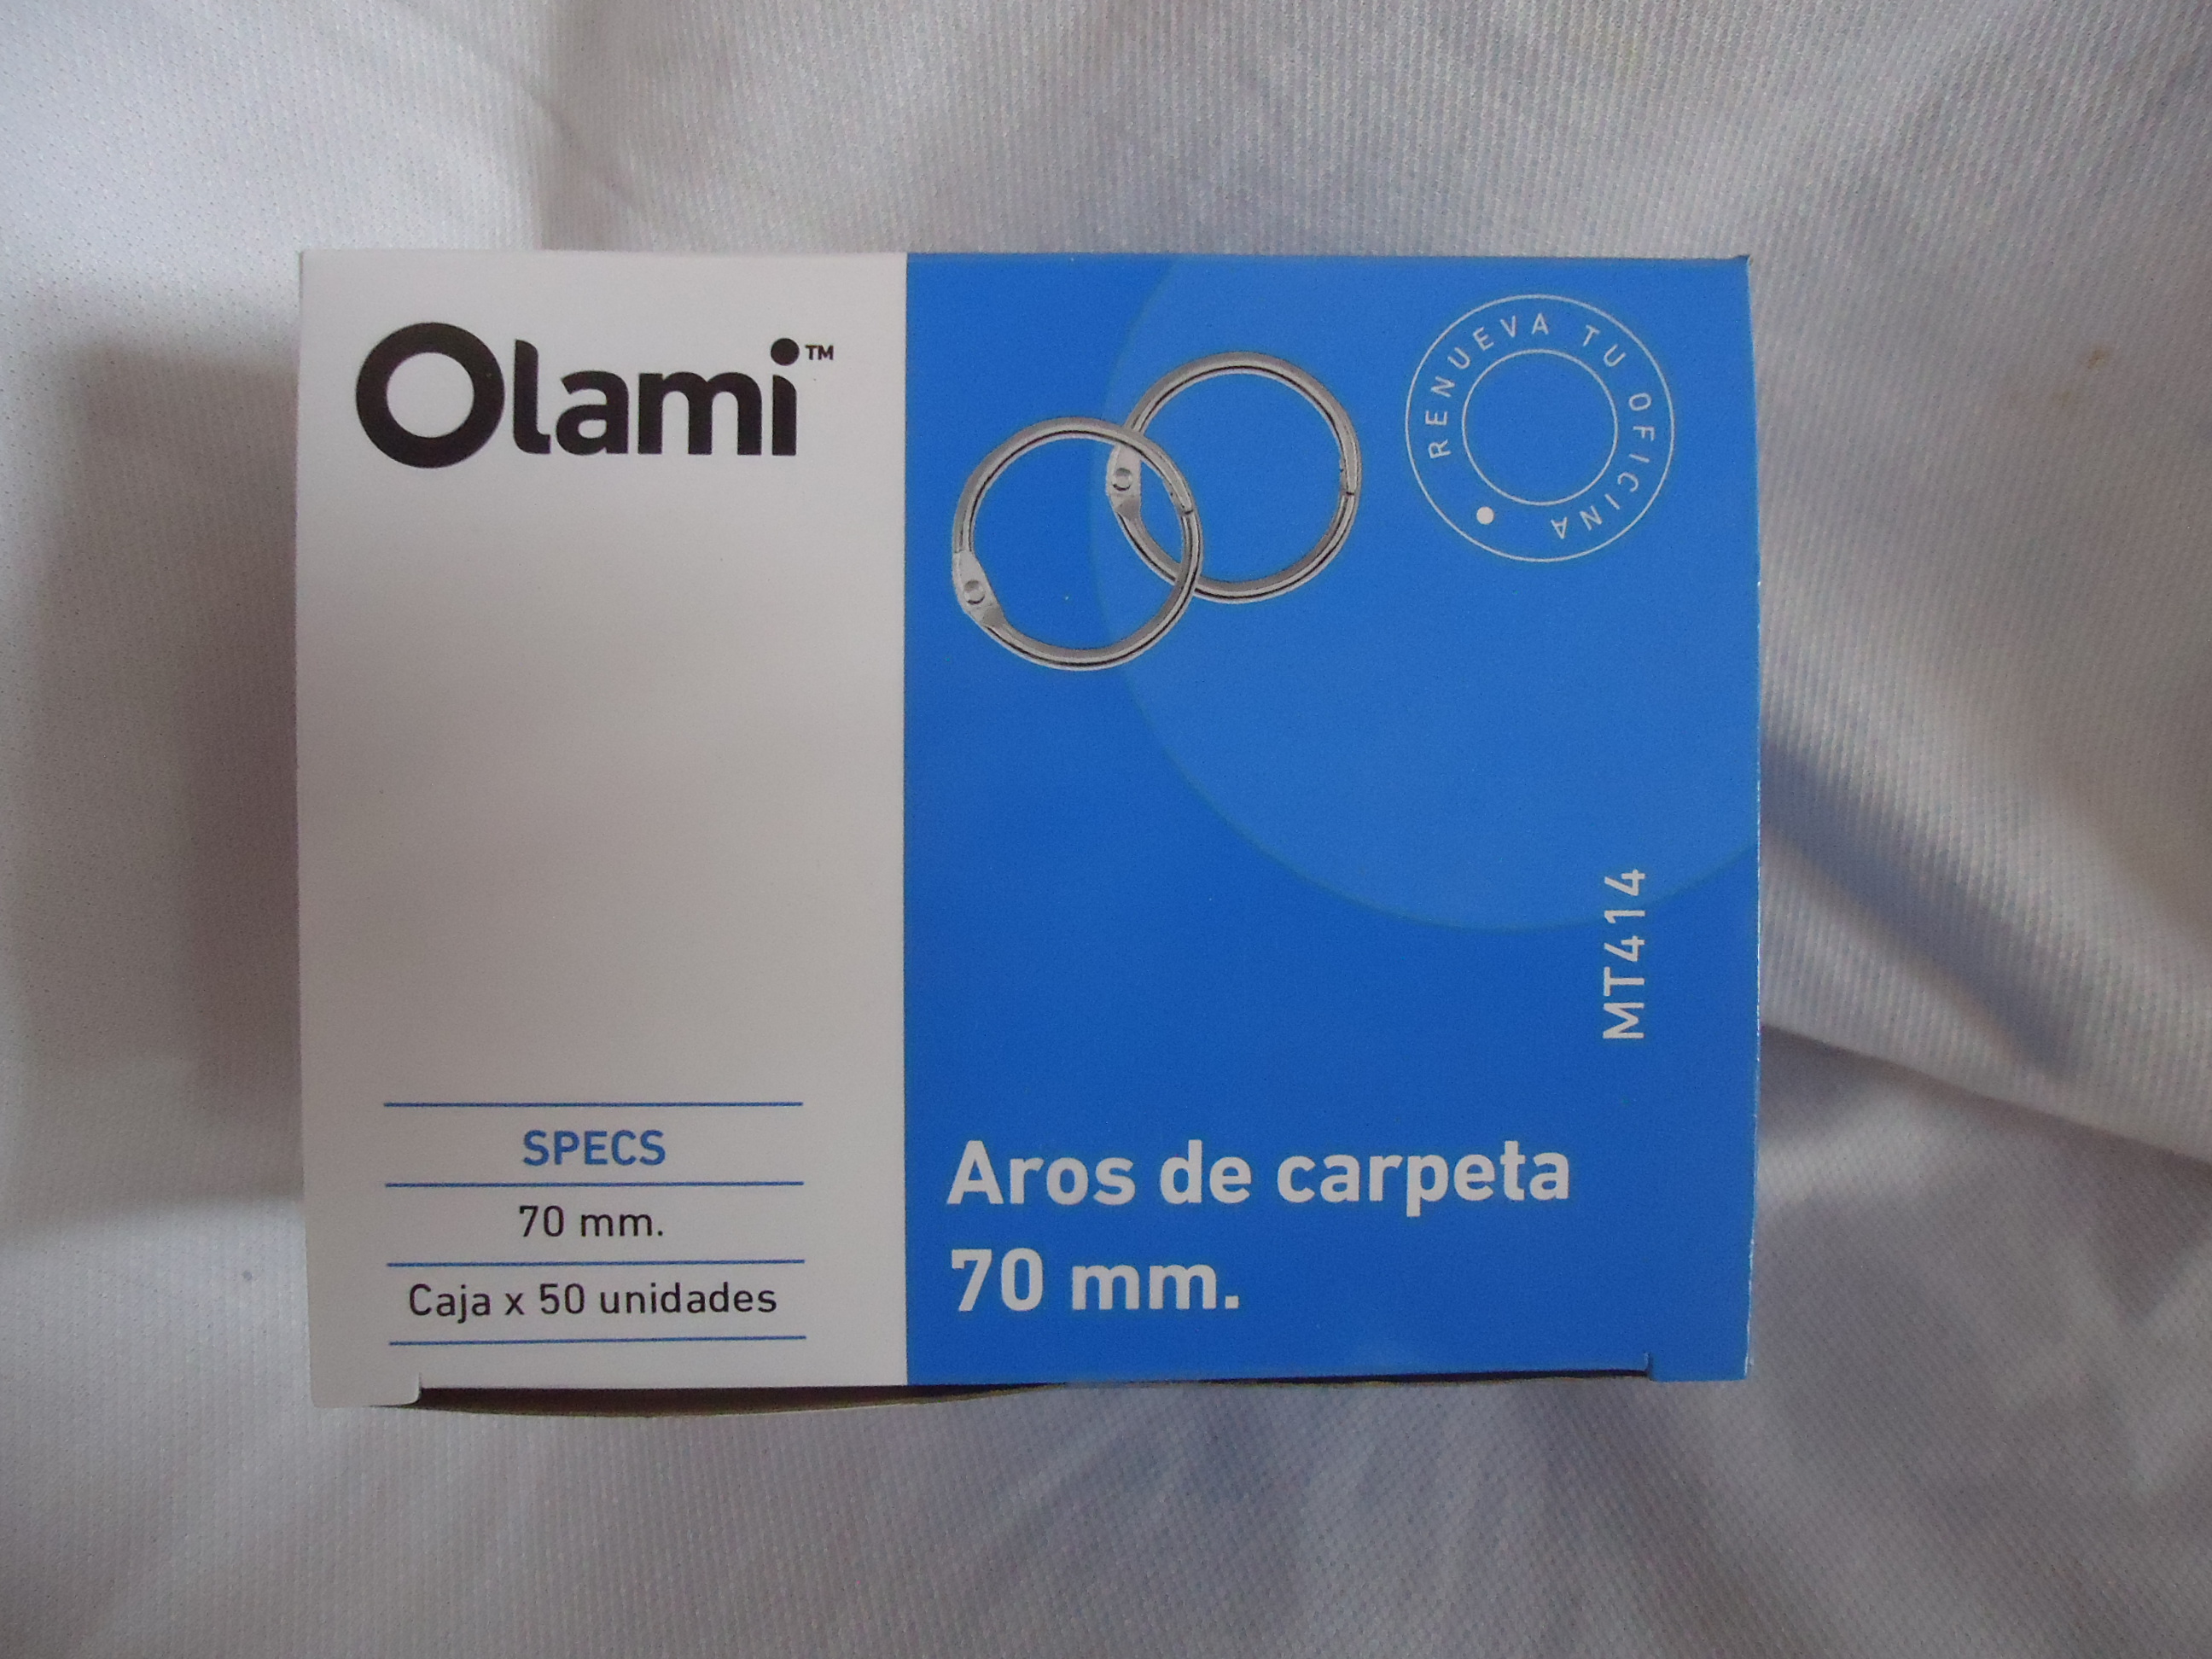 Olami™
SPECS
70 mm.
Caja x 50 unidades
RENUEVA TU OFICINA
MT414
Aros de carpeta
70 mm.